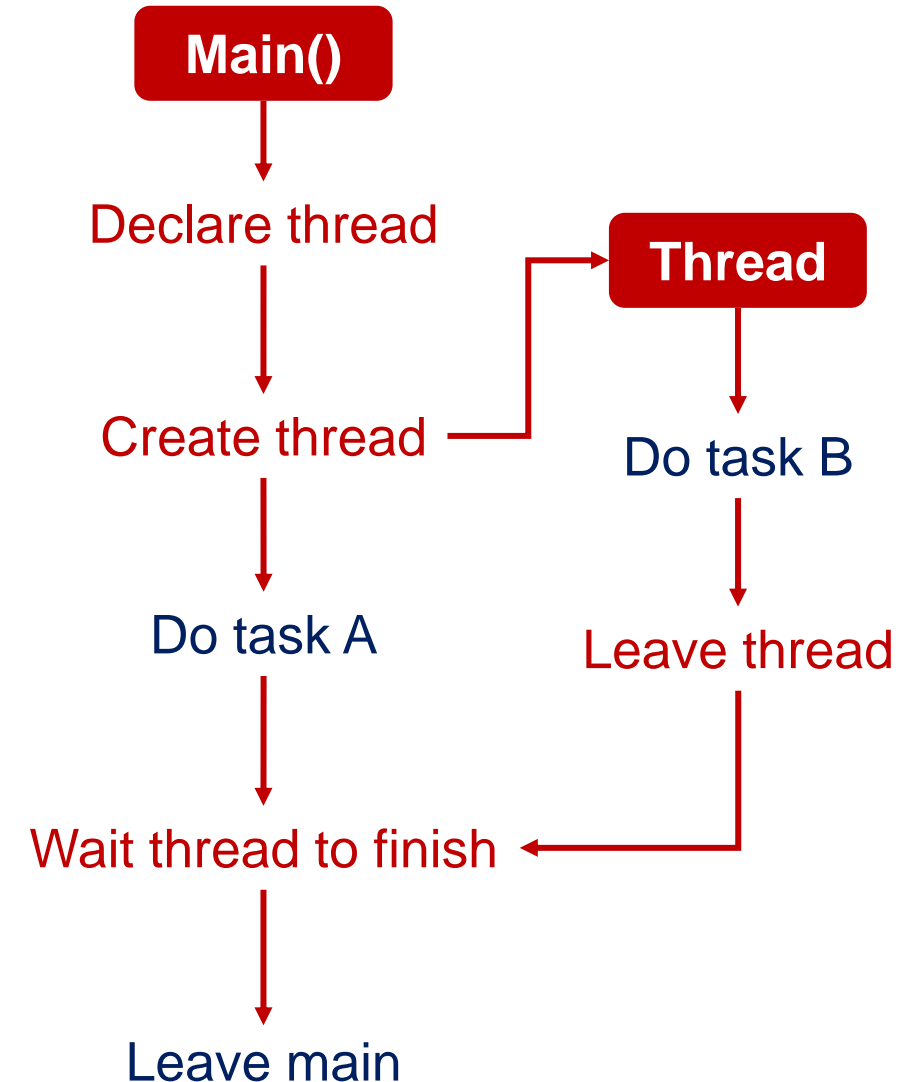 Main()
Declare thread
Thread
Create thread
Do task B
Do task A
Leave thread
Wait thread to finish
Leave main